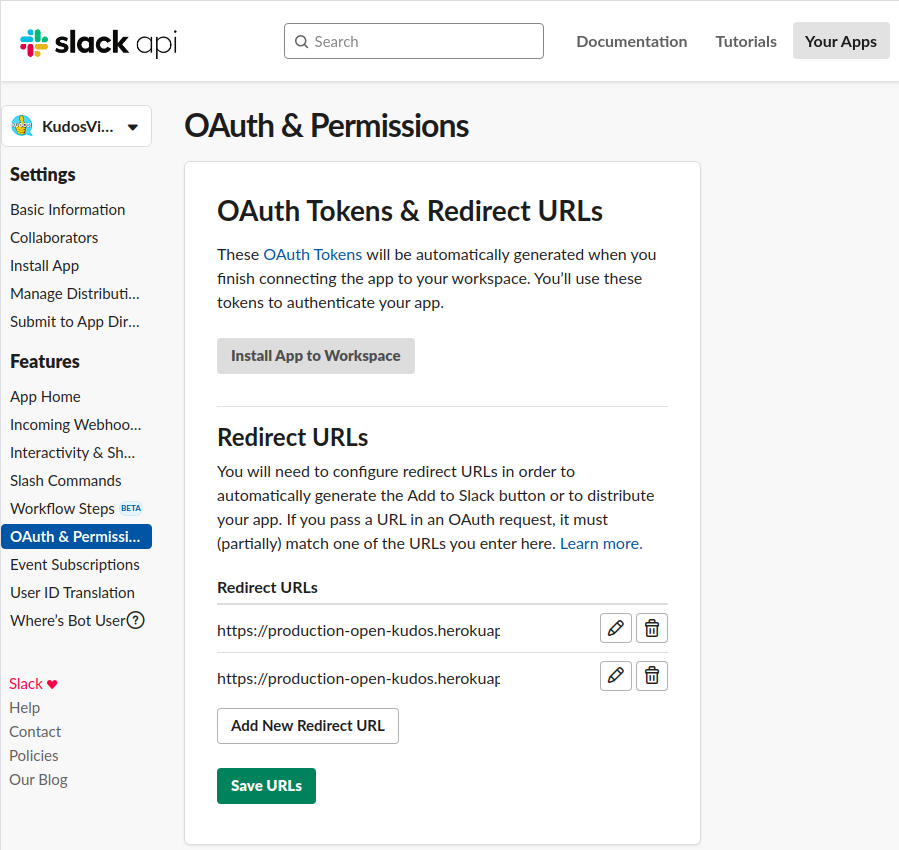 slack api
Search
Documentation
Tutorials
Your Apps
KudosVi...
Settings
Basic Information
Collaborators
Install App
Manage Distributi...
Submit to App Dir...
Features
App Home
Incoming Webhoo...
Interactivity & Sh...
Slash Commands
Workflow Steps BETA
OAuth & Permissi...
Event Subscriptions
User ID Translation
Where's Bot User ?
Slack ♥
Help
Contact
Policies
Our Blog
OAuth & Permissions
OAuth Tokens & Redirect URLs
These OAuth Tokens will be automatically generated when you
finish connecting the app to your workspace. You’ll use these
tokens to authenticate your app.
Install App to Workspace
Redirect URLs
You will need to configure redirect URLs in order to
automatically generate the Add to Slack button or to distribute
your app. If you pass a URL in an OAuth request, it must
(partially) match one of the URLs you enter here. Learn more.
Redirect URLs
https://production-open-kudos.herokuap
https://production-open-kudos.herokuap
Add New Redirect URL
Save URLs